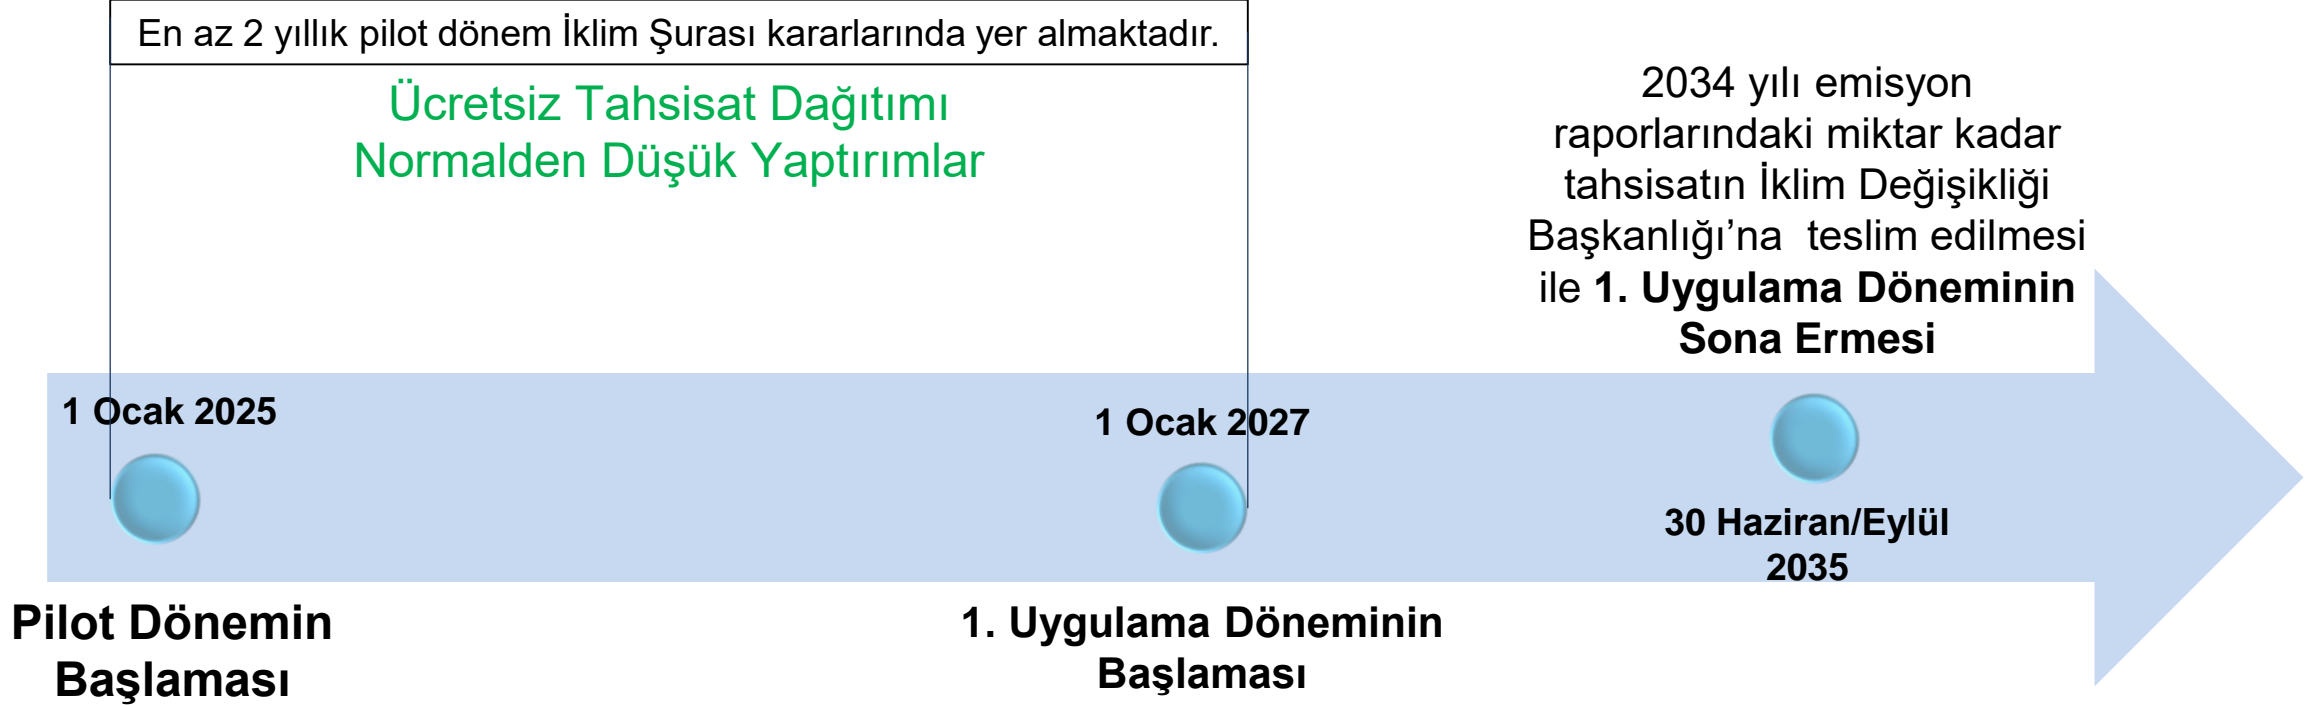 En az 2 yıllık pilot dönem İklim Şurası kararlarında yer almaktadır.
Ücretsiz Tahsisat Dağıtımı
Normalden Düşük Yaptırımlar
2034 yılı emisyon
raporlarındaki miktar kadar
tahsisatın İklim Değişikliği
Başkanlığı’na  teslim edilmesi
ile 1. Uygulama Döneminin
Sona Ermesi
1 Ocak 2025
1 Ocak 2027
30 Haziran/Eylül
2035
Pilot Dönemin
Başlaması
1. Uygulama Döneminin
Başlaması